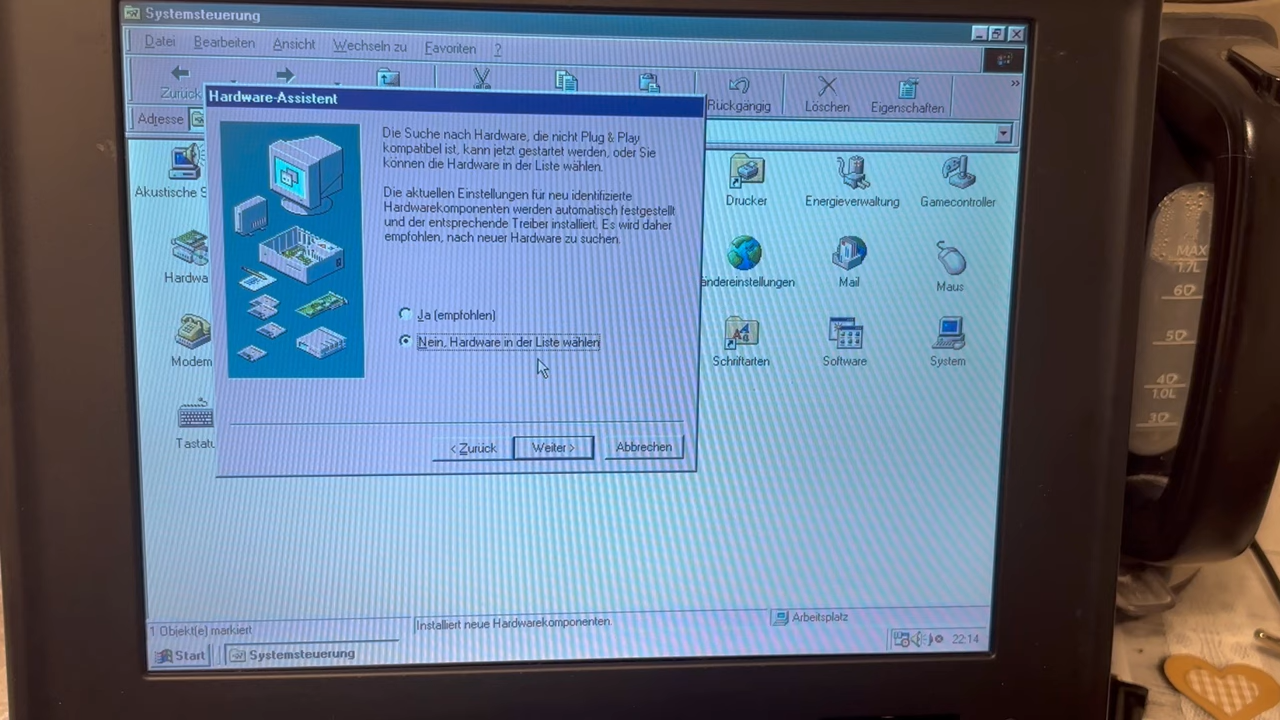 Systemsteuerung
Datei Bearbeiten Ansicht Wechseln zu Favoriten ?
Zurück Rückgängig Löschen Eigenschaften »
Adresse
Hardware-Assistent
Die Suche nach Hardware, die nicht Plug & Play
kompatibel ist, kann jetzt gestartet werden, oder Sie
können die Hardware in der Liste wählen.
Die aktuellen Einstellungen für neu identifizierte
Hardwarekomponenten werden automatisch festgestellt
und der entsprechende Treiber installiert. Es wird daher
empfohlen, nach neuer Hardware zu suchen.
Ja (empfohlen)
Nein, Hardware in der Liste wählen
< Zurück Weiter > Abbrechen
Akustische S
Hardwa
Modem
Tastatu
Drucker Energieverwaltung Gamecontroller
ändereinstellungen Mail Maus
Schriftarten Software System
1 Objekt(e) markiert Installiert neue Hardwarekomponenten. Arbeitsplatz
Start Systemsteuerung 22:14
MAX
1.7L
60
50
40
1.0L
30